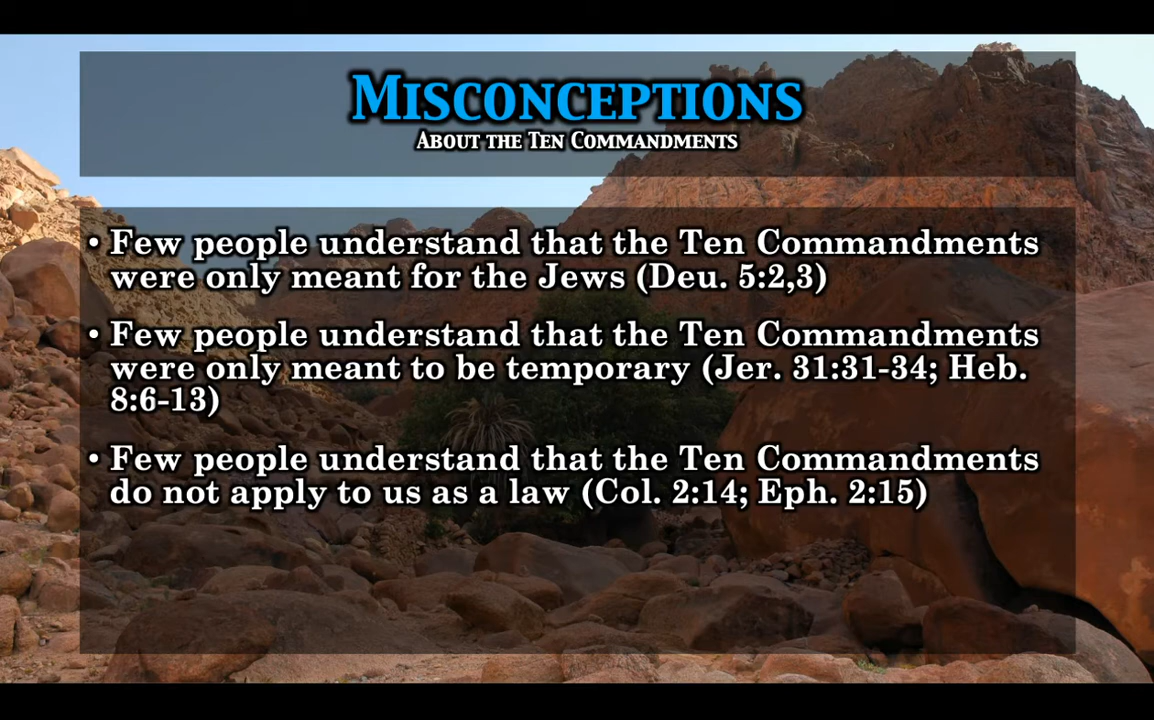 Misconceptions
About the Ten Commandments
• Few people understand that the Ten Commandments
were only meant for the Jews (Deu. 5:2,3)
• Few people understand that the Ten Commandments
were only meant to be temporary (Jer. 31:31-34; Heb.
8:6-13)
• Few people understand that the Ten Commandments
do not apply to us as a law (Col. 2:14; Eph. 2:15)